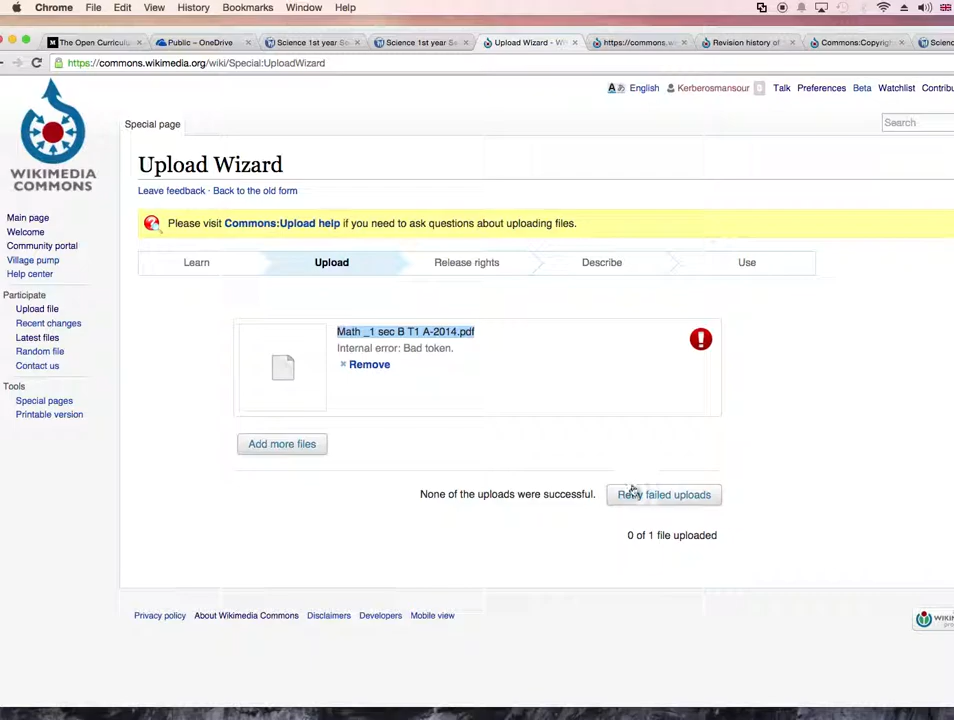 Chrome File Edit View History Bookmarks Window Help
The Open Curricul
Public – OneDrive
Science 1st year Se
Science 1st year Se
Upload Wizard - Wi
https://commons.w
Revision history of
Commons:Copyrig
Scienc
https://commons.wikimedia.org/wiki/Special:UploadWizard
English Kerberosmansour 0 Talk Preferences Beta Watchlist Contribu
Special page
Search
WIKIMEDIA
COMMONS
Upload Wizard
Leave feedback · Back to the old form
Main page
Welcome
Community portal
Village pump
Help center
Please visit Commons:Upload help if you need to ask questions about uploading files.
Learn
Upload
Release rights
Describe
Use
Participate
Upload file
Recent changes
Latest files
Random file
Contact us
Tools
Special pages
Printable version
Math _1 sec B T1 A-2014.pdf
Internal error: Bad token.
Remove
Add more files
None of the uploads were successful.
Retry failed uploads
0 of 1 file uploaded
Privacy policy About Wikimedia Commons Disclaimers Developers Mobile view